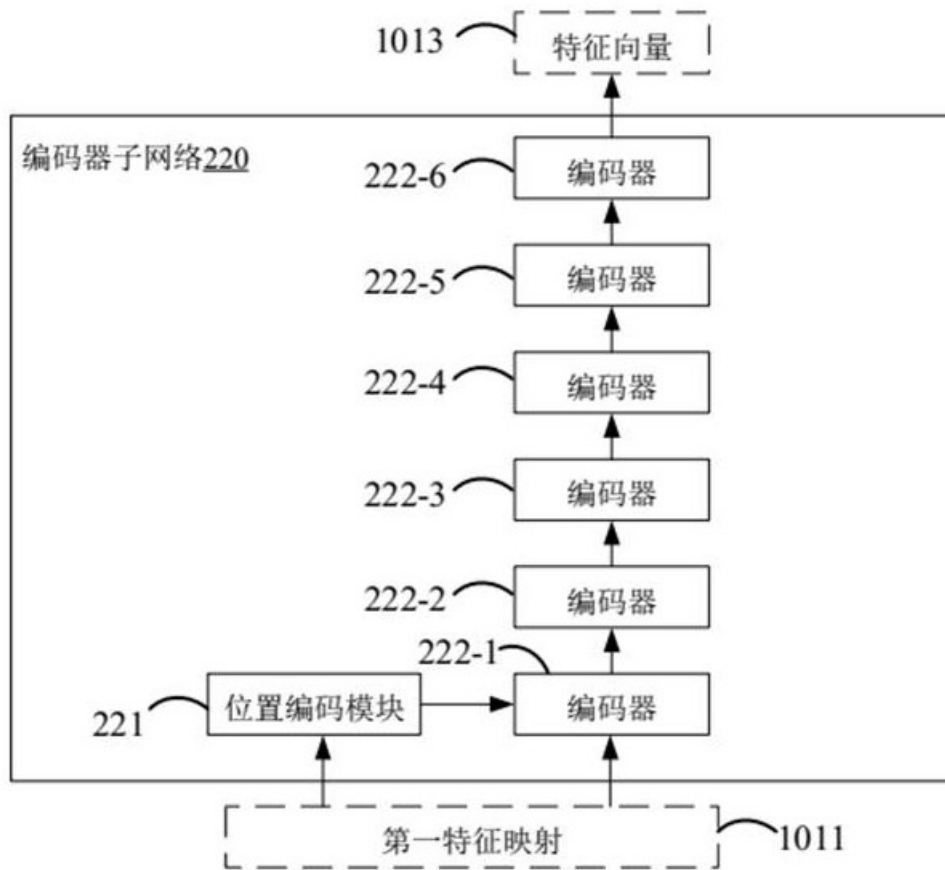 1013
特征向量
编码器子网络220
222-6
编码器
222-5
编码器
222-4
编码器
222-3
编码器
222-2
编码器
222-1
221
位置编码模块
编码器
第一特征映射
1011